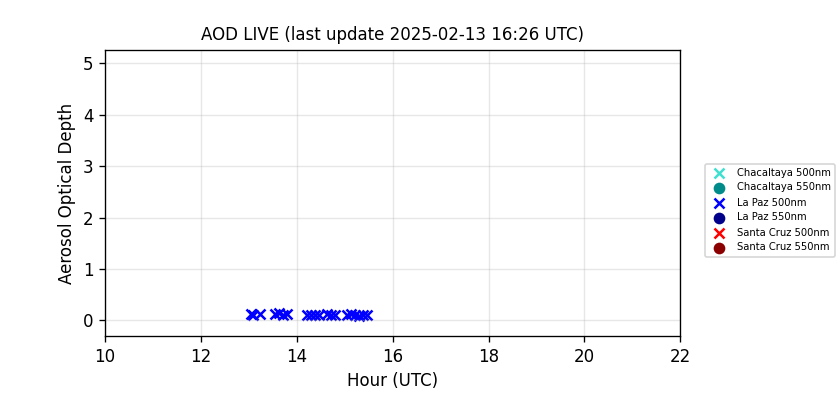 AOD LIVE (last update 2025-02-13 16:26 UTC)
Aerosol Optical Depth
5
4
3
2
1
0
10 12 14 16 18 20 22
Hour (UTC)
Chacaltaya 500nm
Chacaltaya 550nm
La Paz 500nm
La Paz 550nm
Santa Cruz 500nm
Santa Cruz 550nm